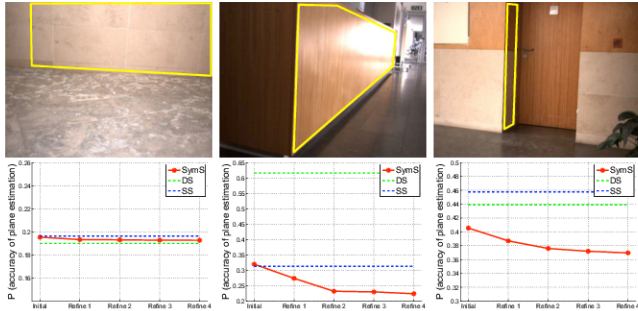 P (accuracy of plane estimation)
0.26
0.24
0.22
0.2
0.18
0.16
SymS
DS
SS
Initial Refine 1 Refine 2 Refine 3 Refine 4
P (accuracy of plane estimation)
0.65
0.6
0.55
0.5
0.45
0.4
0.35
0.3
0.25
0.2
SymS
DS
SS
Initial Refine 1 Refine 2 Refine 3 Refine 4
P (accuracy of plane estimation)
0.5
0.48
0.46
0.44
0.42
0.4
0.38
0.36
0.34
0.32
0.3
SymS
DS
SS
Initial Refine 1 Refine 2 Refine 3 Refine 4